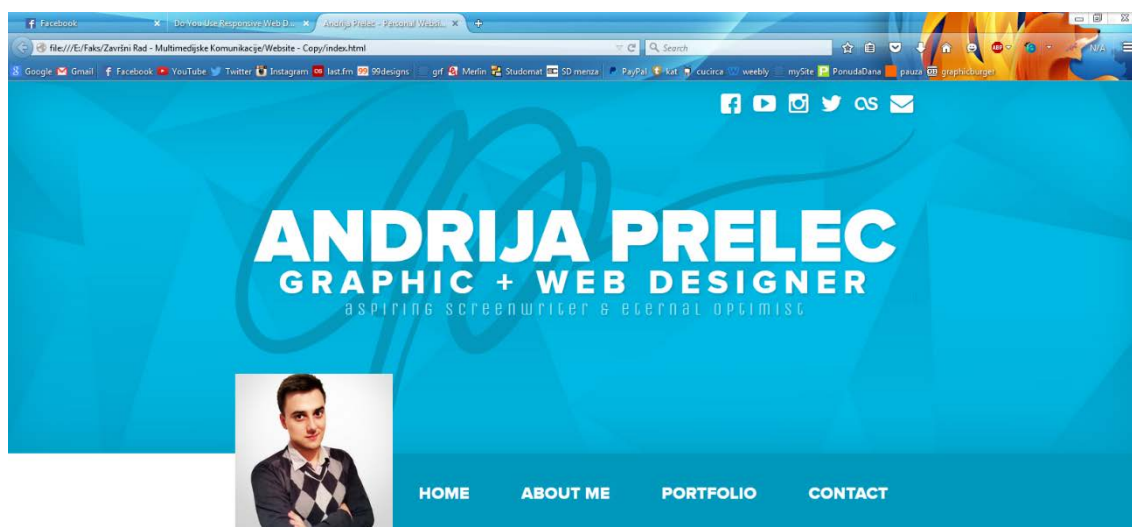 Facebook
Do You Use Responsive Web D...
Andrija Prelec - Personal Websi...
file:///E:/Faks/Završni Rad - Multimedijske Komunikacije/Website - Copy/index.html
Search
N/A
Google Gmail Facebook YouTube Twitter Instagram last.fm 99designs grf Merlin Studomat SD menza PayPal kat cucirca weebly mySite PonudaDana pauza graphicburger
ANDRIJA PRELEC
GRAPHIC + WEB DESIGNER
aspiring screenwriter & eternal optimist
HOME ABOUT ME PORTFOLIO CONTACT